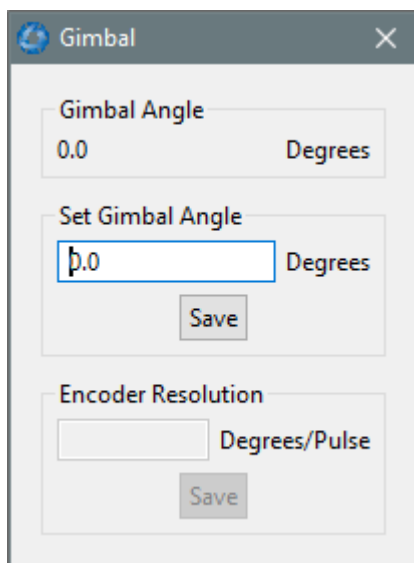 Gimbal
Gimbal Angle
0.0 Degrees
Set Gimbal Angle
0.0 Degrees
Save
Encoder Resolution
Degrees/Pulse
Save